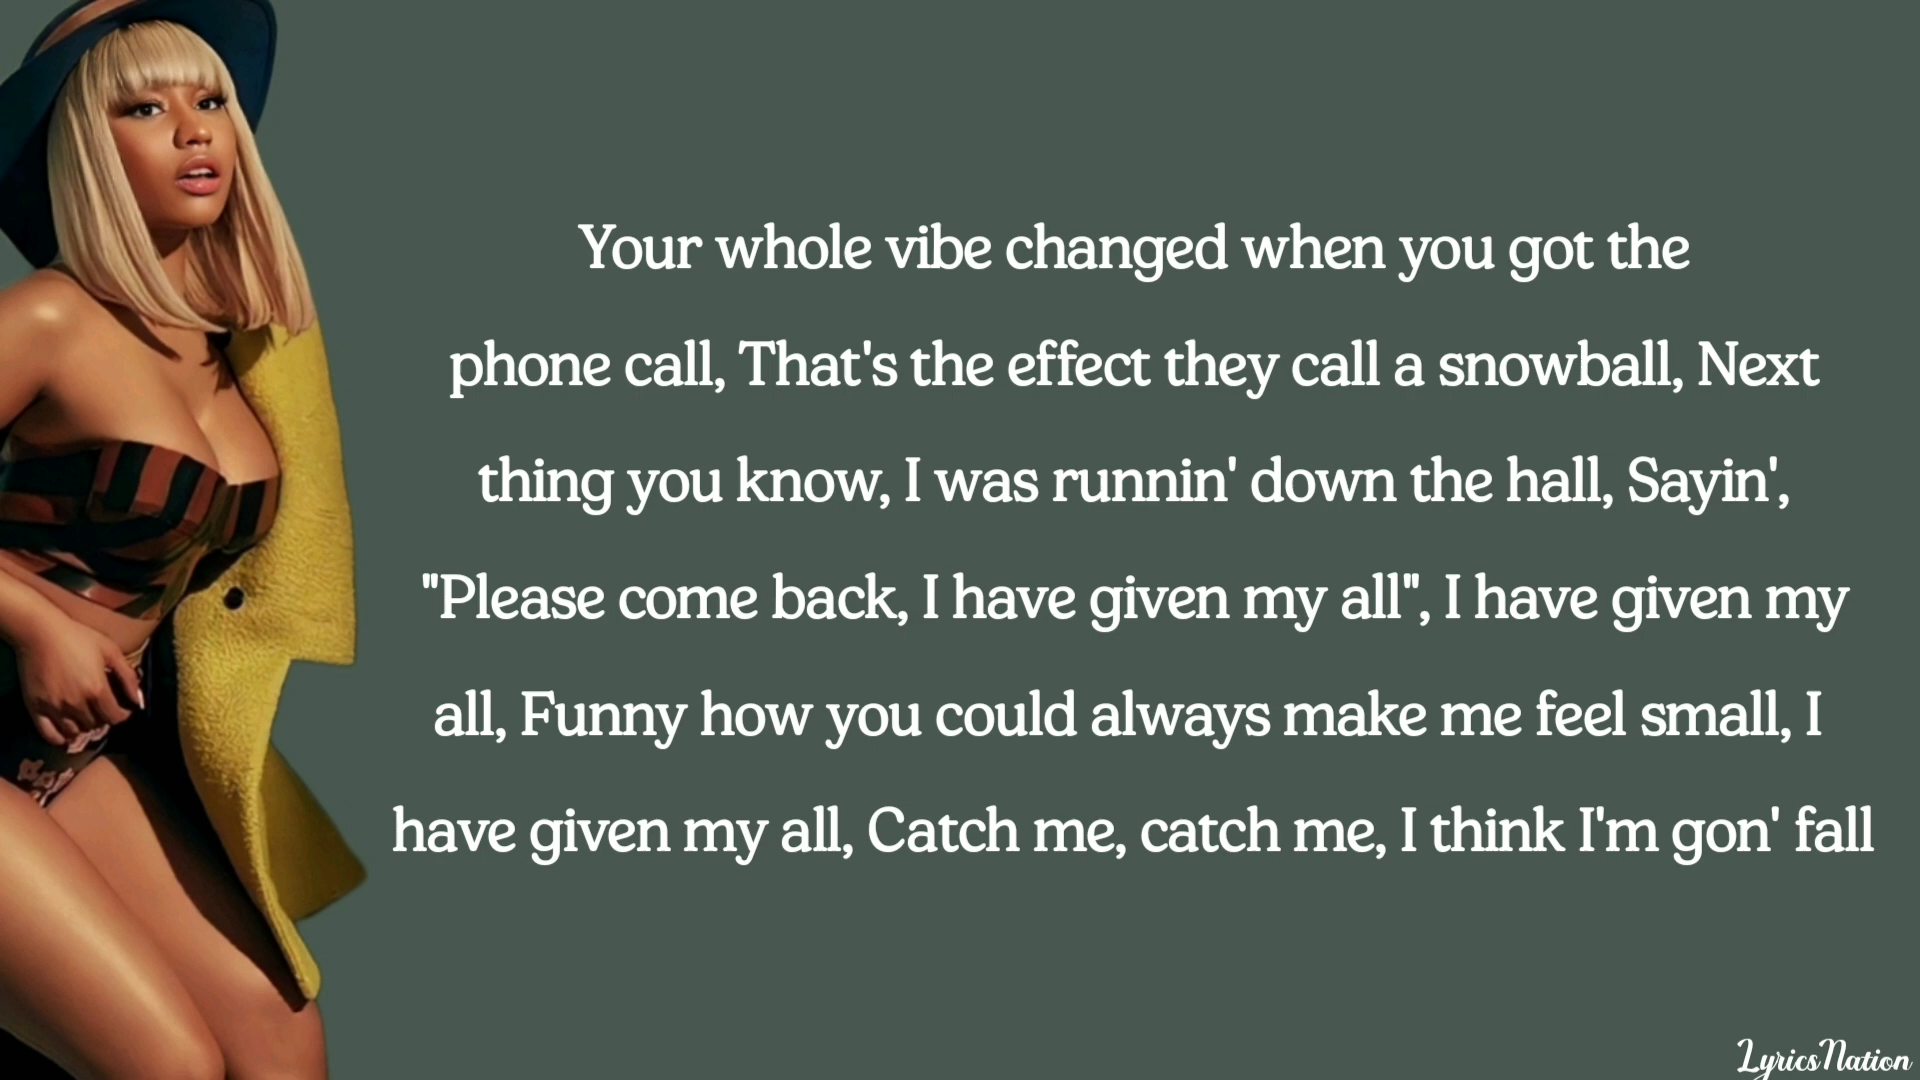 Your whole vibe changed when you got the
phone call, That's the effect they call a snowball, Next
thing you know, I was runnin' down the hall, Sayin',
"Please come back, I have given my all", I have given my
all, Funny how you could always make me feel small, I
have given my all, Catch me, catch me, I think I'm gon' fall
LyricsNation